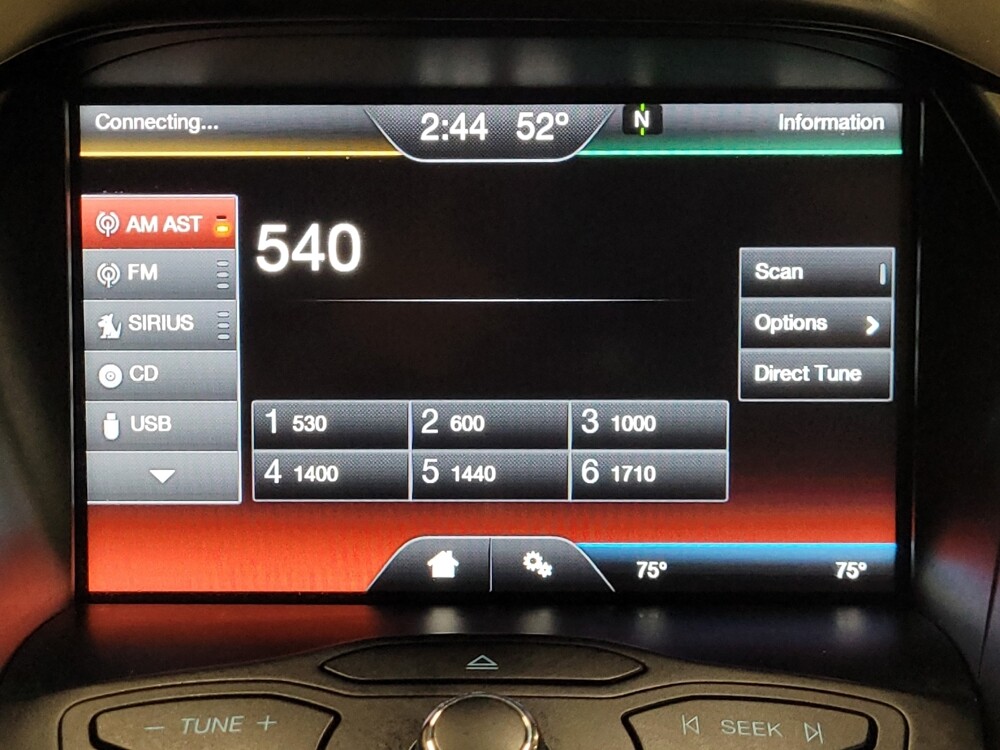 Connecting...
2:44 52°
N
Information
AM AST
540
FM
Scan
SIRIUS
Options
CD
Direct Tune
USB
1 530
2 600
3 1000
4 1400
5 1440
6 1710
75°
75°
— TUNE +
SEEK